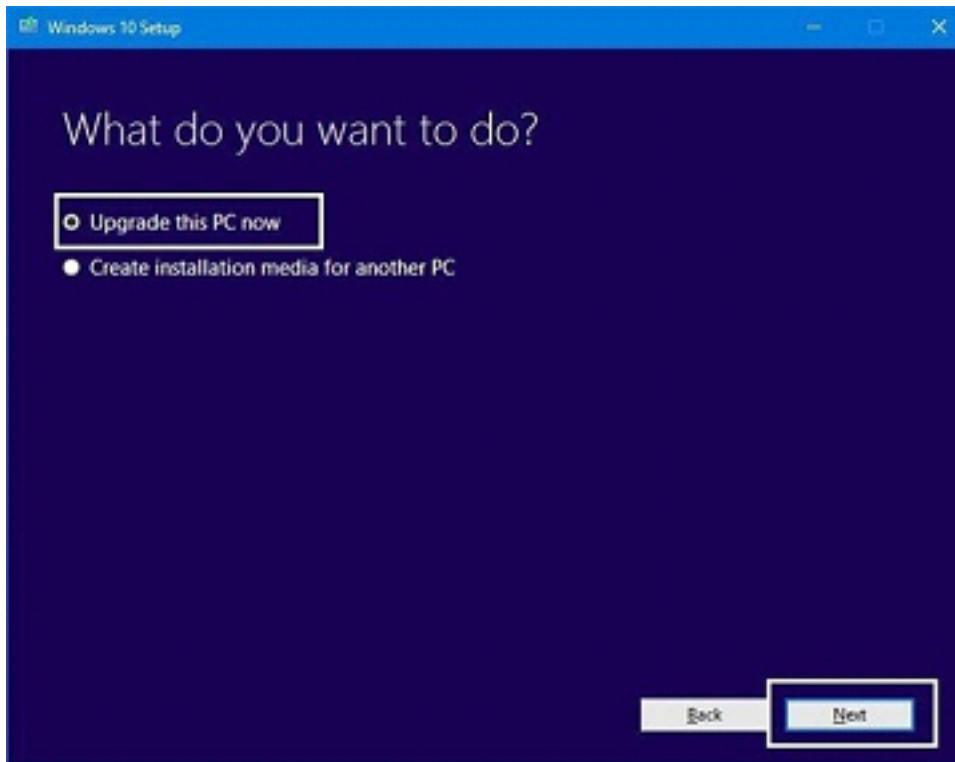 Windows 10 Setup
What do you want to do?
Upgrade this PC now
Create installation media for another PC
Back
Next